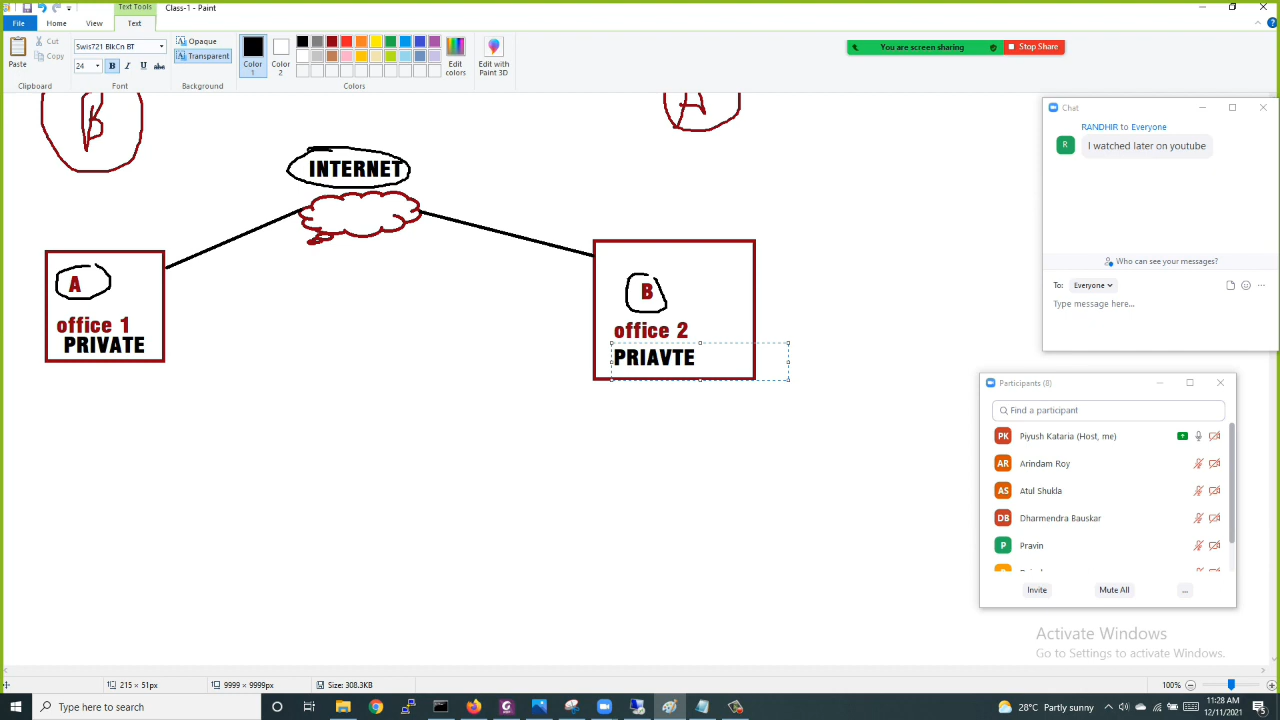 Text Tools
Class-1 - Paint
File
Home
View
Text
?
Paste
Cut
Copy
Clipboard
Swis721 BlkCn BT
24
B
I
U
abc
Font
Opaque
Transparent
Background
Color
1
Color
2
Colors
Edit
colors
Edit with
Paint 3D
You are screen sharing
Stop Share
B
A
INTERNET
A
office 1
PRIVATE
B
office 2
PRIAVTE
Chat
RANDHIR to Everyone
R
I watched later on youtube
Who can see your messages?
To:
Everyone
Type message here...
Participants (8)
Find a participant
PK
Piyush Kataria (Host, me)
AR
Arindam Roy
AS
Atul Shukla
DB
Dharmendra Bauskar
P
Pravin
Invite
Mute All
...
Activate Windows
Go to Settings to activate Windows.
215 × 51px
9999 × 9999px
Size: 308.3KB
100%
Type here to search
28°C Partly sunny
11:28 AM
12/11/2021